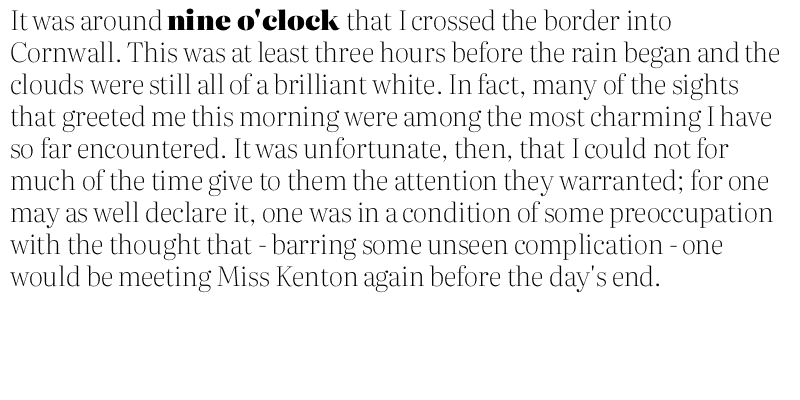 It was around nine o'clock that I crossed the border into
Cornwall. This was at least three hours before the rain began and the
clouds were still all of a brilliant white. In fact, many of the sights
that greeted me this morning were among the most charming I have
so far encountered. It was unfortunate, then, that I could not for
much of the time give to them the attention they warranted; for one
may as well declare it, one was in a condition of some preoccupation
with the thought that - barring some unseen complication - one
would be meeting Miss Kenton again before the day's end.